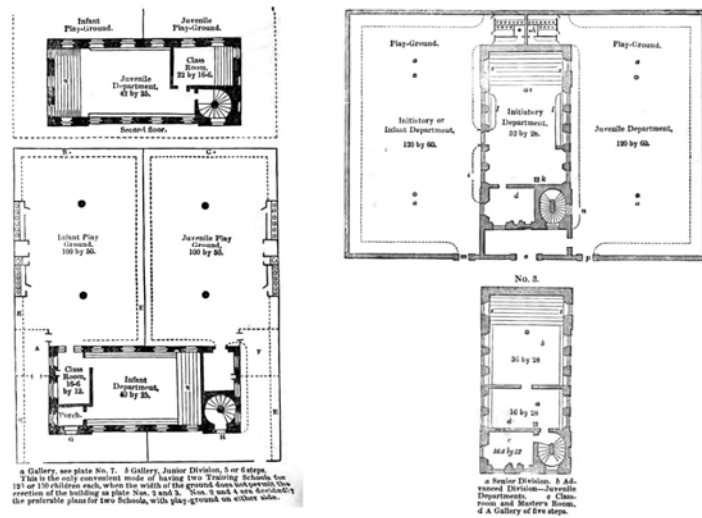 Infant
Play-Ground.
Juvenile
Play-Ground.
Class
Room,
22 by 16-6.
Juvenile
Department,
42 by 25.
Second floor.
B
C
Infant Play
Ground.
100 by 50.
Juvenile Play
Ground.
100 by 50.
E
A
F
Class
Room,
16-6
by 12.
Porch.
Infant
Department,
40 by 25.
G
H
a Gallery, see plate No. 7. b Gallery, Junior Division, 5 or 6 steps.
This is the only convenient mode of having two Training Schools for
or 130 children each, when the width of the ground does not permit the
erection of the building as plate Nos. 2 and 3. Nos. 2 and 4 are decidedly
the preferable plans for two Schools, with play-ground on either side.
Play-Ground.
Play-Ground.
Initiatory or
Infant Department,
120 by 60.
Initiatory
Department.
52 by 28.
Juvenile Department,
120 by 60.
d
k
m
o
p
No. 3.
b
36 by 28
a
16 by 28
d
c
a Senior Division. b Ad-
vanced Division—Juvenile
Departments. c Class-
room and Master's Room,
d A Gallery of five steps.